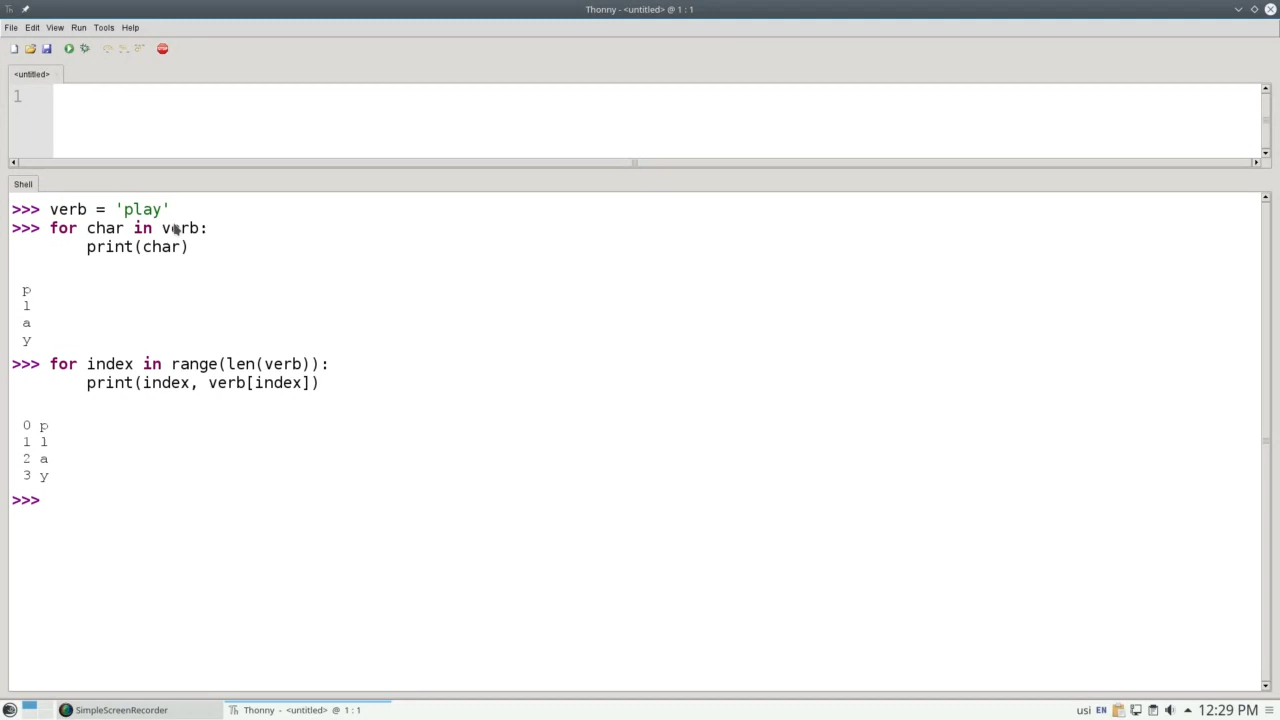 Thonny - <untitled> @ 1 : 1
File Edit View Run Tools Help
<untitled>
1
Shell
>>> verb = 'play'
>>> for char in verb:
        print(char)
p
l
a
y
>>> for index in range(len(verb)):
        print(index, verb[index])
0 p
1 l
2 a
3 y
>>>
SimpleScreenRecorder
Thonny - <untitled> @ 1 : 1
usi EN 12:29 PM